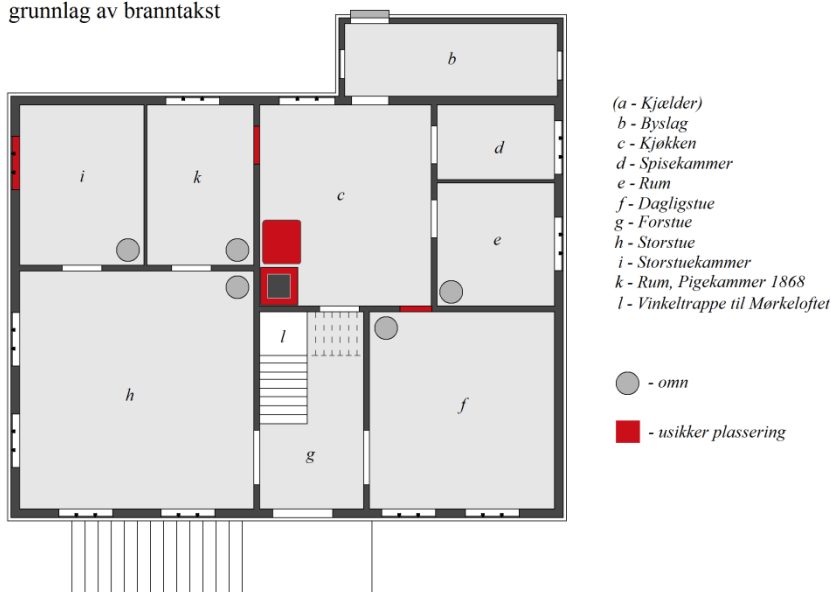 grunnlag av branntakst
b
(a - Kjælder)
b - Byslag
c - Kjøkken
d - Spisekammer
e - Rum
f - Dagligstue
g - Forstue
h - Storstue
i - Storstuekammer
k - Rum, Pigekammer 1868
l - Vinkeltrappe til Mørkeloftet
i
k
c
d
e
l
h
g
f
- omn
- usikker plassering